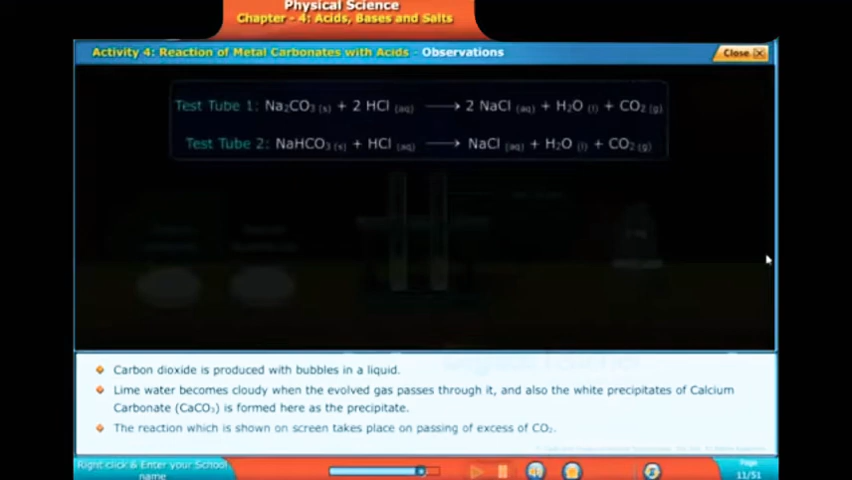 Physical Science
Chapter - 4: Acids, Bases and Salts
Activity 4: Reaction of Metal Carbonates with Acids - Observations
Close
Test Tube 1: Na₂CO₃ (s) + 2 HCl (aq) ⟶ 2 NaCl (aq) + H₂O (l) + CO₂ (g)
Test Tube 2: NaHCO₃ (s) + HCl (aq) ⟶ NaCl (aq) + H₂O (l) + CO₂ (g)
Carbon dioxide is produced with bubbles in a liquid.
Lime water becomes cloudy when the evolved gas passes through it, and also the white precipitates of Calcium
Carbonate (CaCO₃) is formed here as the precipitate.
The reaction which is shown on screen takes place on passing of excess of CO₂.
Right click & Enter your School
name
Page
11/51